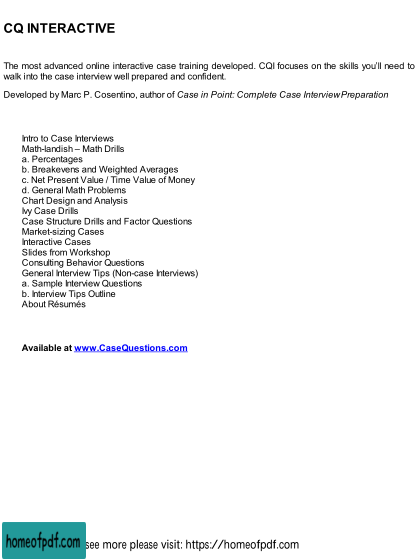 CQ INTERACTIVE
The most advanced online interactive case training developed. CQI focuses on the skills you'll need to
walk into the case interview well prepared and confident.
Developed by Marc P. Cosentino, author of Case in Point: Complete Case InterviewPreparation
Intro to Case Interviews
Math-landish – Math Drills
a. Percentages
b. Breakevens and Weighted Averages
c. Net Present Value / Time Value of Money
d. General Math Problems
Chart Design and Analysis
Ivy Case Drills
Case Structure Drills and Factor Questions
Market-sizing Cases
Interactive Cases
Slides from Workshop
Consulting Behavior Questions
General Interview Tips (Non-case Interviews)
a. Sample Interview Questions
b. Interview Tips Outline
About Résumés
Available at www.CaseQuestions.com
homeofpdf.com see more please visit: https://homeofpdf.com